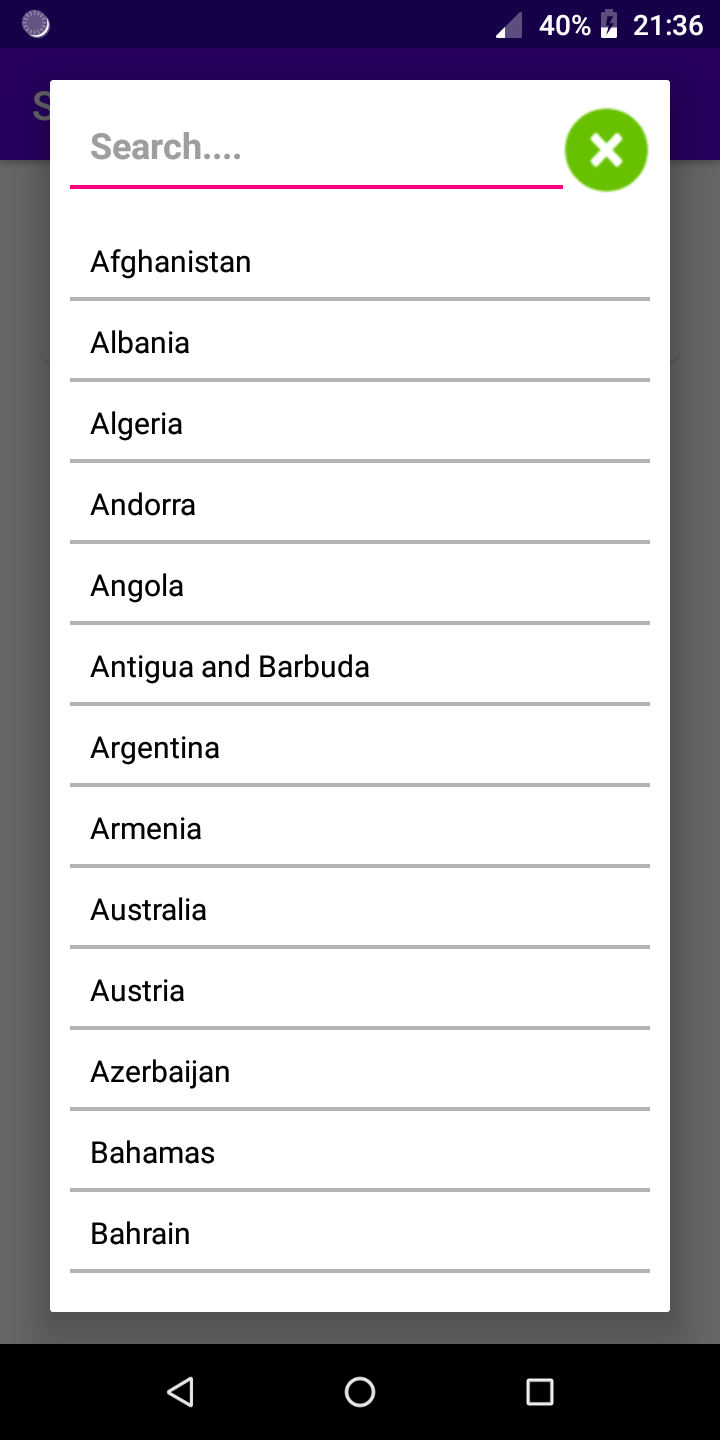 40% 21:36
S
Search....
Afghanistan
Albania
Algeria
Andorra
Angola
Antigua and Barbuda
Argentina
Armenia
Australia
Austria
Azerbaijan
Bahamas
Bahrain